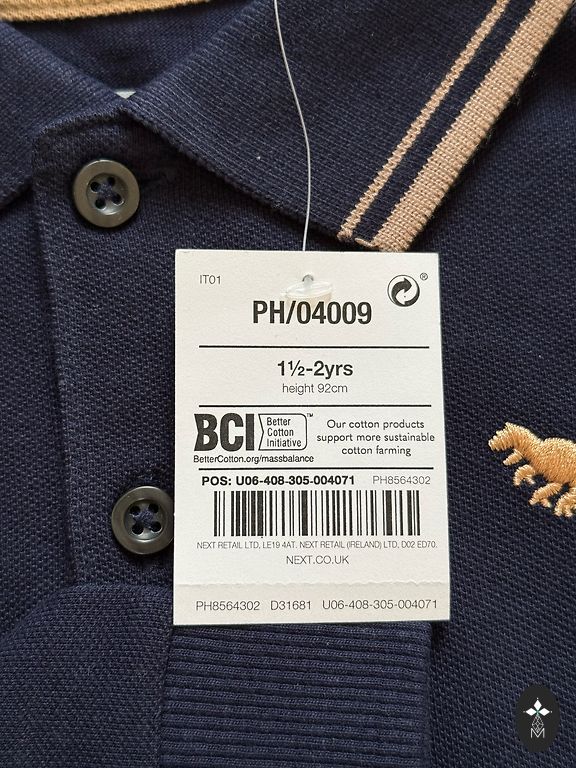 IT01
®
PH/04009
1½-2yrs
height 92cm
BCI Better Cotton Initiative™
BetterCotton.org/massbalance
Our cotton products
support more sustainable
cotton farming
POS: U06-408-305-004071 PH8564302
NEXT RETAIL LTD, LE19 4AT. NEXT RETAIL (IRELAND) LTD, D02 ED70.
NEXT.CO.UK
PH8564302 D31681 U06-408-305-004071
M